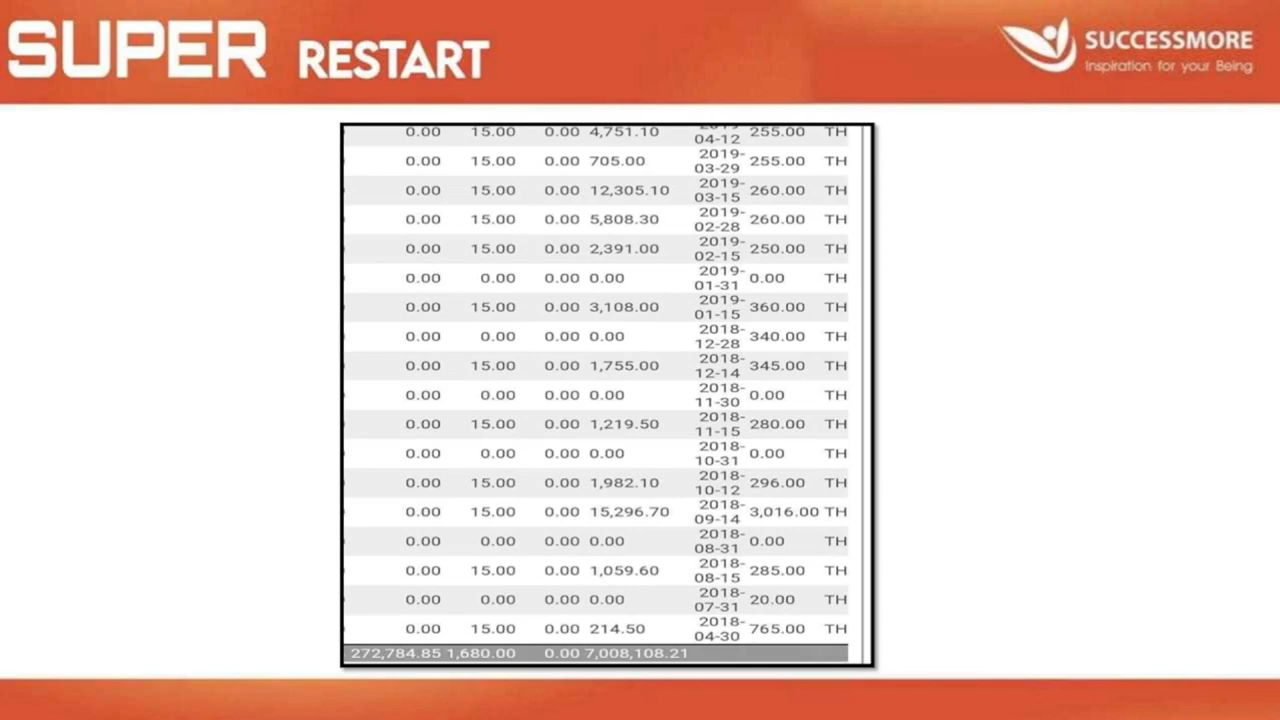 SUPER RESTART
SUCCESSMORE
Inspiration for your Being
0.00 15.00 0.00 4,751.10 04-12 255.00 TH
0.00 15.00 0.00 705.00 2019-03-29 255.00 TH
0.00 15.00 0.00 12,305.10 2019-03-15 260.00 TH
0.00 15.00 0.00 5,808.30 2019-02-28 260.00 TH
0.00 15.00 0.00 2,391.00 2019-02-15 250.00 TH
0.00 0.00 0.00 0.00 2019-01-31 0.00 TH
0.00 15.00 0.00 3,108.00 2019-01-15 360.00 TH
0.00 0.00 0.00 0.00 2018-12-28 340.00 TH
0.00 15.00 0.00 1,755.00 2018-12-14 345.00 TH
0.00 0.00 0.00 0.00 2018-11-30 0.00 TH
0.00 15.00 0.00 1,219.50 2018-11-15 280.00 TH
0.00 0.00 0.00 0.00 2018-10-31 0.00 TH
0.00 15.00 0.00 1,982.10 2018-10-12 296.00 TH
0.00 15.00 0.00 15,296.70 2018-09-14 3,016.00 TH
0.00 0.00 0.00 0.00 2018-08-31 0.00 TH
0.00 15.00 0.00 1,059.60 2018-08-15 285.00 TH
0.00 0.00 0.00 0.00 2018-07-31 20.00 TH
0.00 15.00 0.00 214.50 2018-04-30 765.00 TH
272,784.85 1,680.00 0.00 7,008,108.21